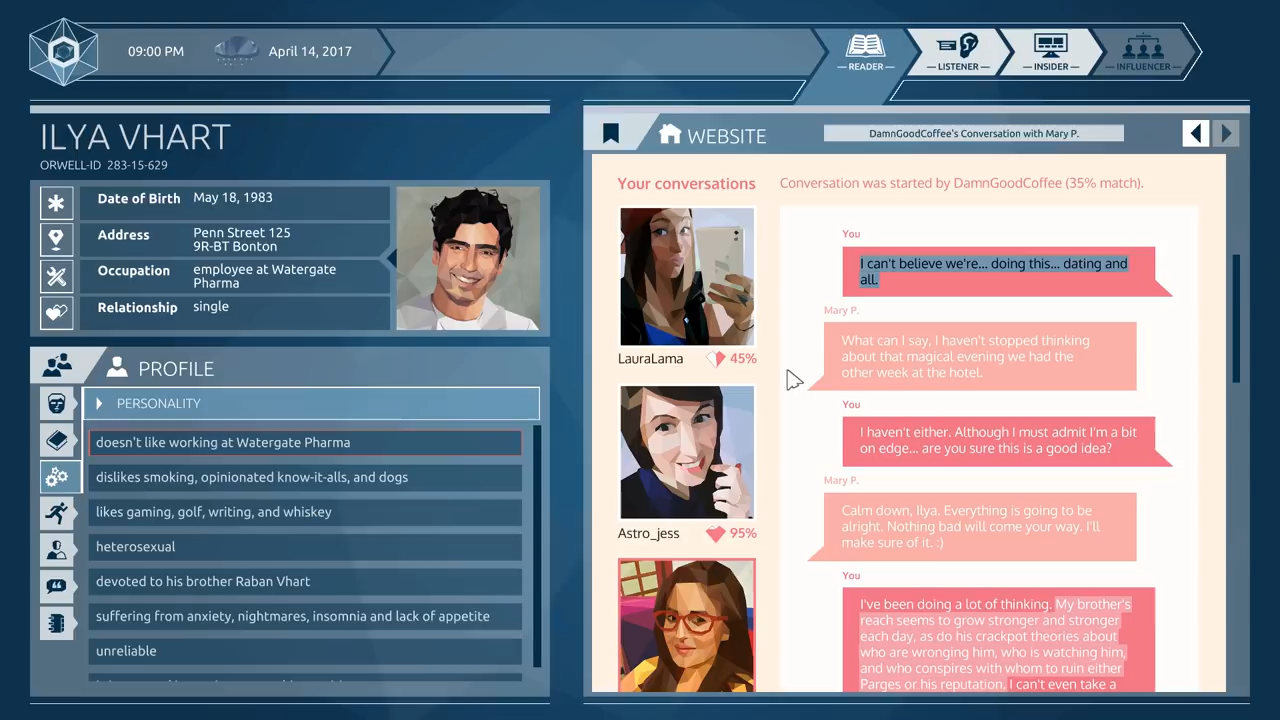 09:00 PM
April 14, 2017
READER
LISTENER
INSIDER
INFLUENCER
ILYA VHART
ORWELL-ID 283-15-629
Date of Birth May 18, 1983
Address Penn Street 125
9R-BT Bonton
Occupation employee at Watergate
Pharma
Relationship single
PROFILE
PERSONALITY
doesn't like working at Watergate Pharma
dislikes smoking, opinionated know-it-alls, and dogs
likes gaming, golf, writing, and whiskey
heterosexual
devoted to his brother Raban Vhart
suffering from anxiety, nightmares, insomnia and lack of appetite
unreliable
WEBSITE
DamnGoodCoffee's Conversation with Mary P.
Your conversations
LauraLama 45%
Astro_jess 95%
Conversation was started by DamnGoodCoffee (35% match).
You
I can't believe we're... doing this... dating and
all.
Mary P.
What can I say, I haven't stopped thinking
about that magical evening we had the
other week at the hotel.
You
I haven't either. Although I must admit I'm a bit
on edge... are you sure this is a good idea?
Mary P.
Calm down, Ilya. Everything is going to be
alright. Nothing bad will come your way. I'll
make sure of it. :)
You
I've been doing a lot of thinking. My brother's
reach seems to grow stronger and stronger
each day, as do his crackpot theories about
who are wronging him, who is watching him,
and who conspires with whom to ruin either
Parges or his reputation. I can't even take a